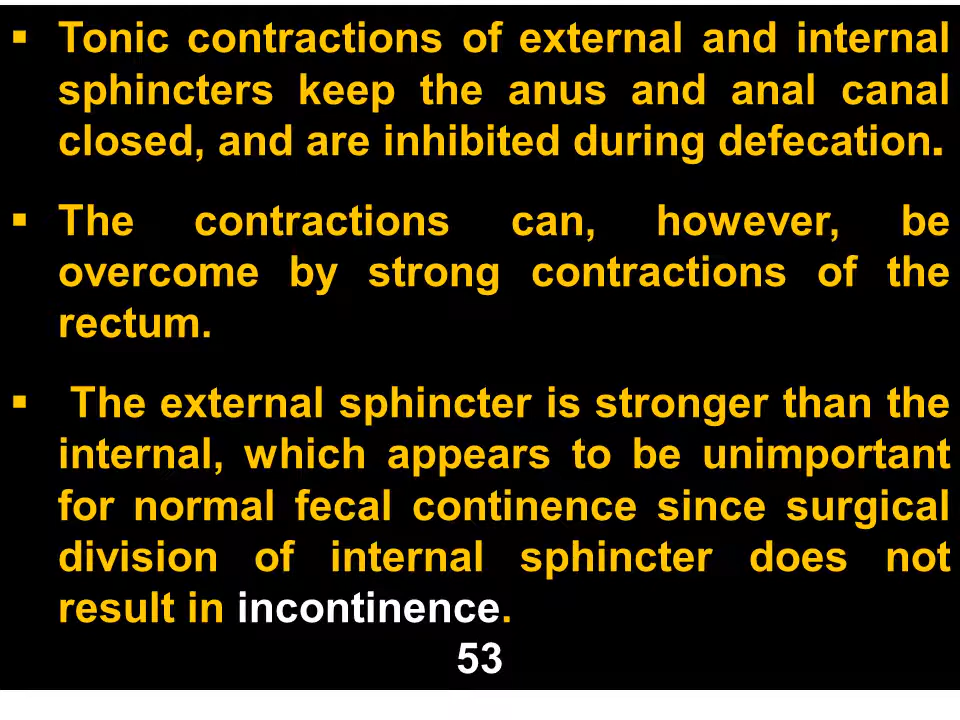 ▪ Tonic contractions of external and internal
sphincters keep the anus and anal canal
closed, and are inhibited during defecation.
▪ The contractions can, however, be
overcome by strong contractions of the
rectum.
▪ The external sphincter is stronger than the
internal, which appears to be unimportant
for normal fecal continence since surgical
division of internal sphincter does not
result in incontinence.
53